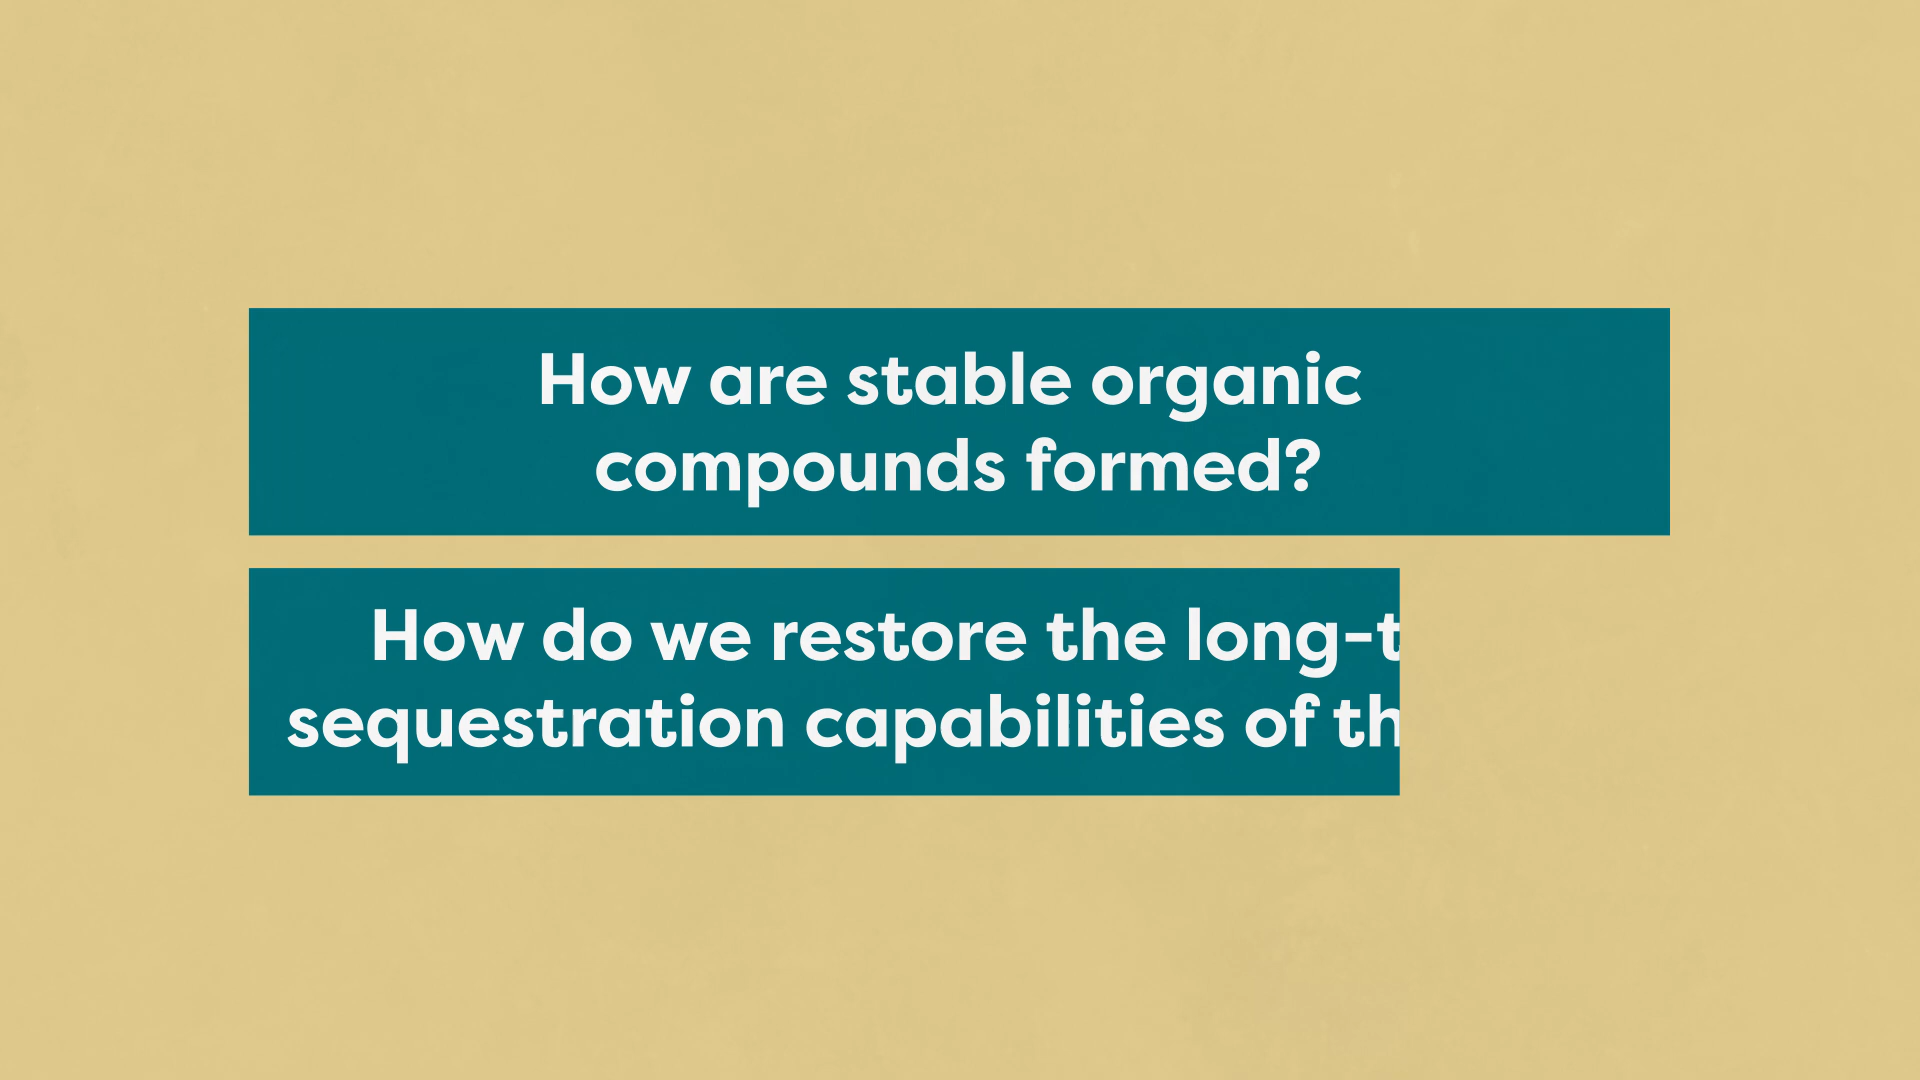 How are stable organic
compounds formed?
How do we restore the long-t
sequestration capabilities of th